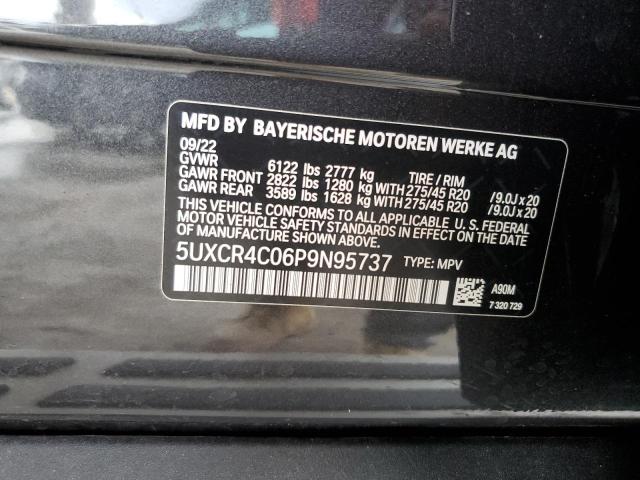 MFD BY BAYERISCHE MOTOREN WERKE AG
09/22
GVWR 6122 lbs 2777 kg TIRE / RIM
GAWR FRONT 2822 lbs 1280 kg WITH 275/45 R20 /9.0J x 20
GAWR REAR 3589 lbs 1628 kg WITH 275/45 R20 /9.0J x 20
THIS VEHICLE CONFORMS TO ALL APPLICABLE U.S. FEDERAL
MOTOR VEHICLE SAFETY STANDARDS IN EFFECT ON THE DATE
OF MANUFACTURE SHOWN ABOVE.
5UXCR4C06P9N95737 TYPE: MPV
A90M
7 320 729